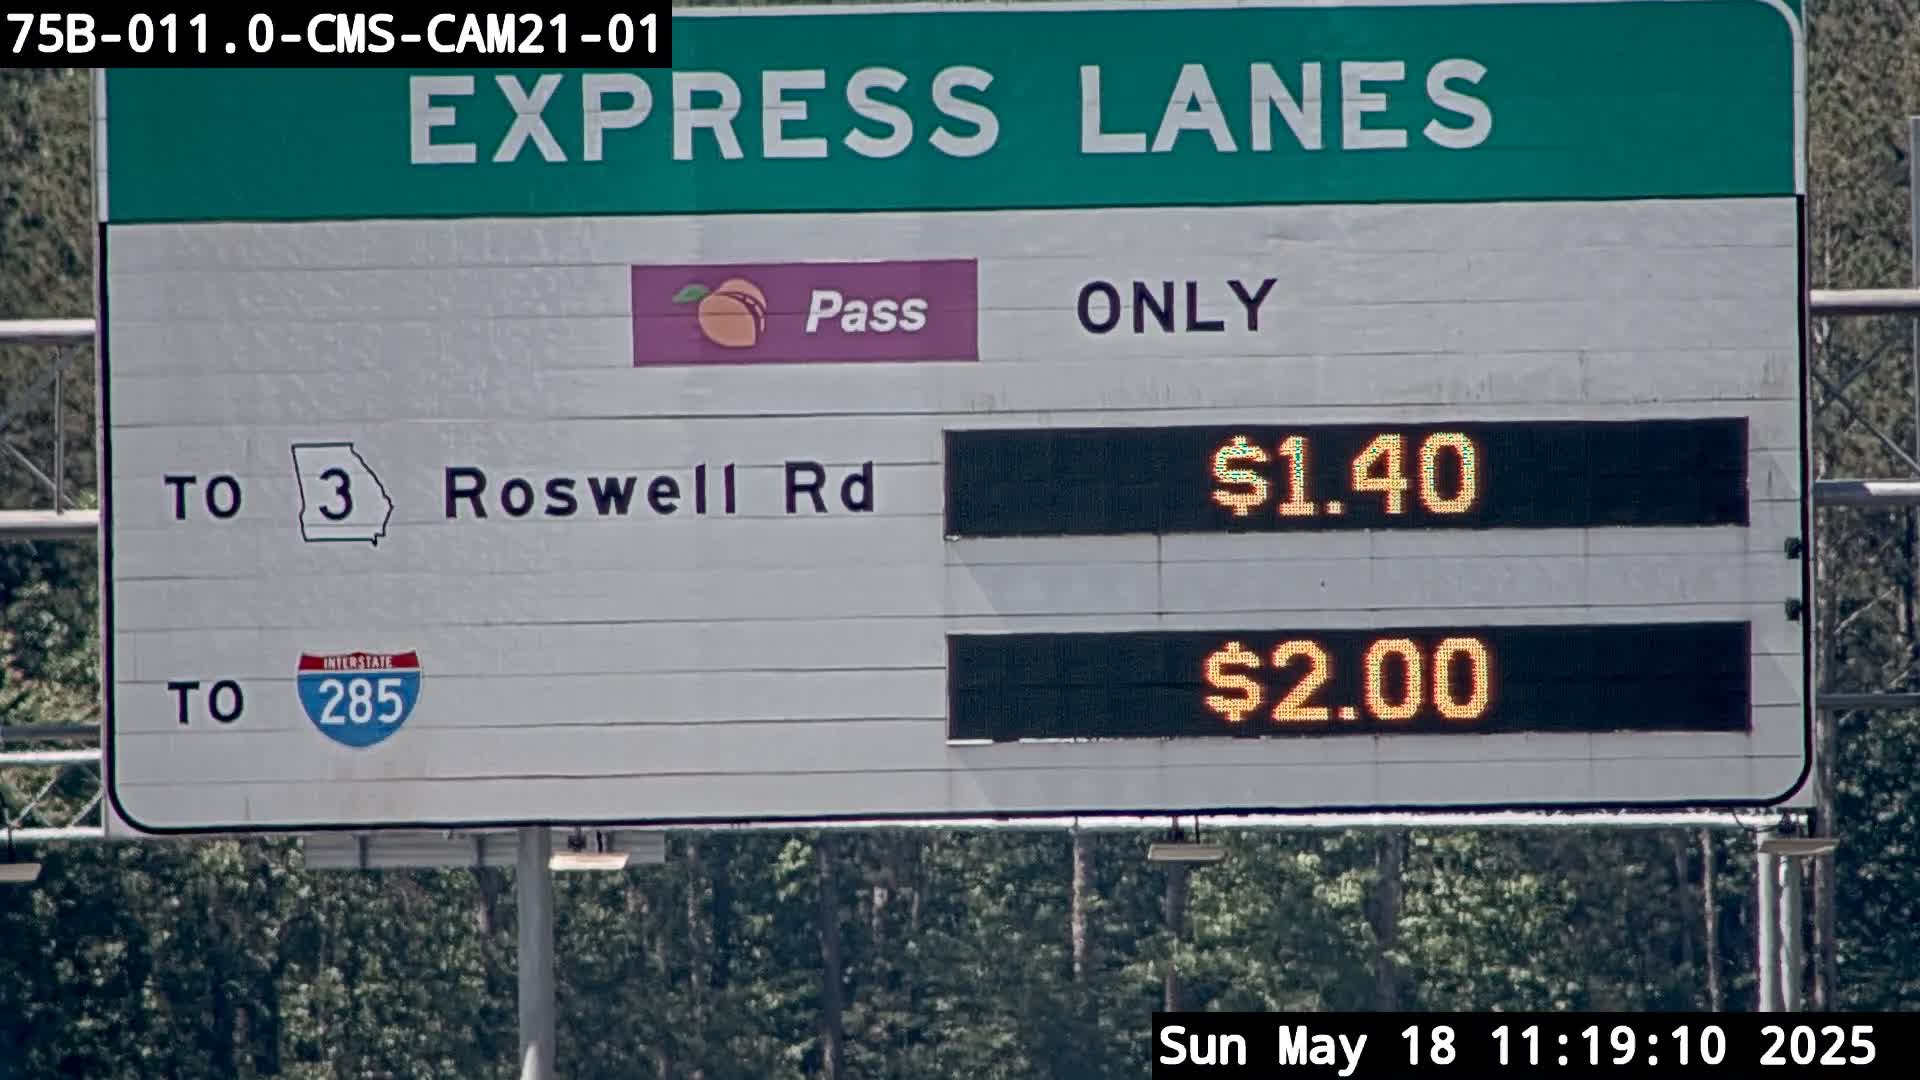 75B-011.0-CMS-CAM21-01
EXPRESS LANES
Pass ONLY
TO 3 Roswell Rd $1.40
INTERSTATE
TO 285 $2.00
Sun May 18 11:19:10 2025